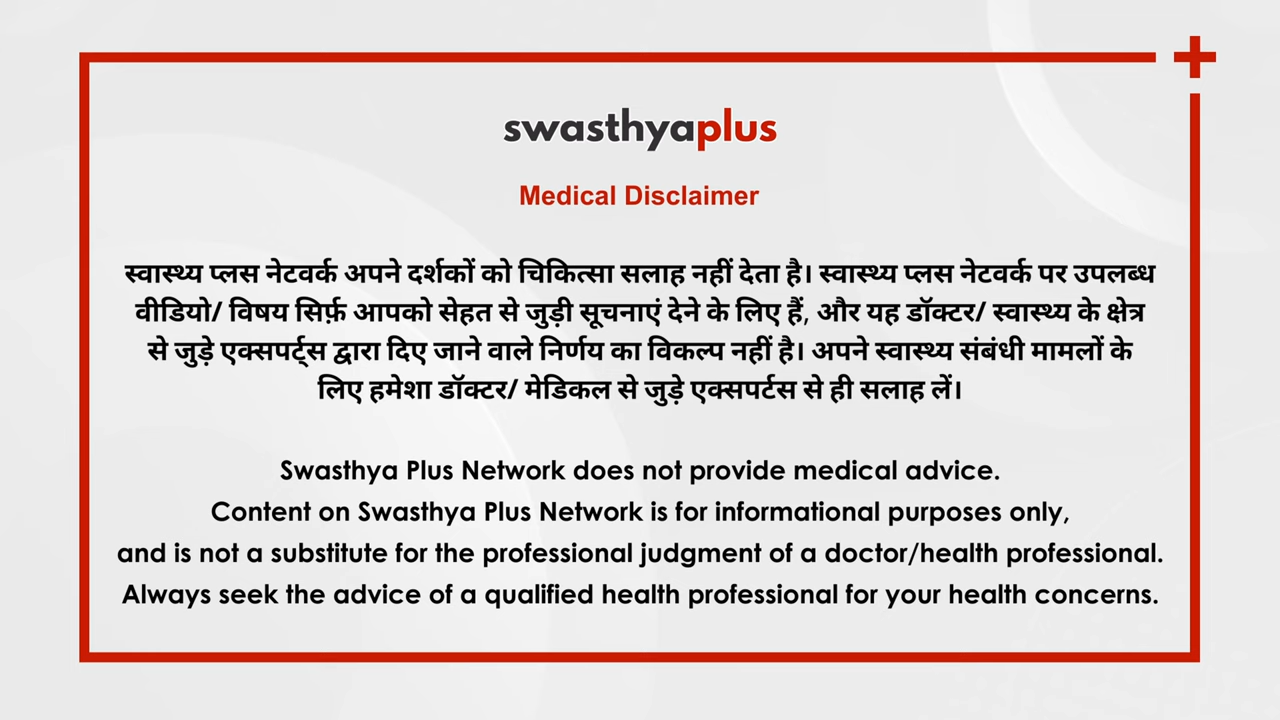 swasthyaplus
Medical Disclaimer
स्वास्थ्य प्लस नेटवर्क अपने दर्शकों को चिकित्सा सलाह नहीं देता है। स्वास्थ्य प्लस नेटवर्क पर उपलब्ध
वीडियो/ विषय सिर्फ़ आपको सेहत से जुड़ी सूचनाएं देने के लिए हैं, और यह डॉक्टर/ स्वास्थ्य के क्षेत्र
से जुड़े एक्सपर्ट्स द्वारा दिए जाने वाले निर्णय का विकल्प नहीं है। अपने स्वास्थ्य संबंधी मामलों के
लिए हमेशा डॉक्टर/ मेडिकल से जुड़े एक्सपर्टस से ही सलाह लें।
Swasthya Plus Network does not provide medical advice.
Content on Swasthya Plus Network is for informational purposes only,
and is not a substitute for the professional judgment of a doctor/health professional.
Always seek the advice of a qualified health professional for your health concerns.